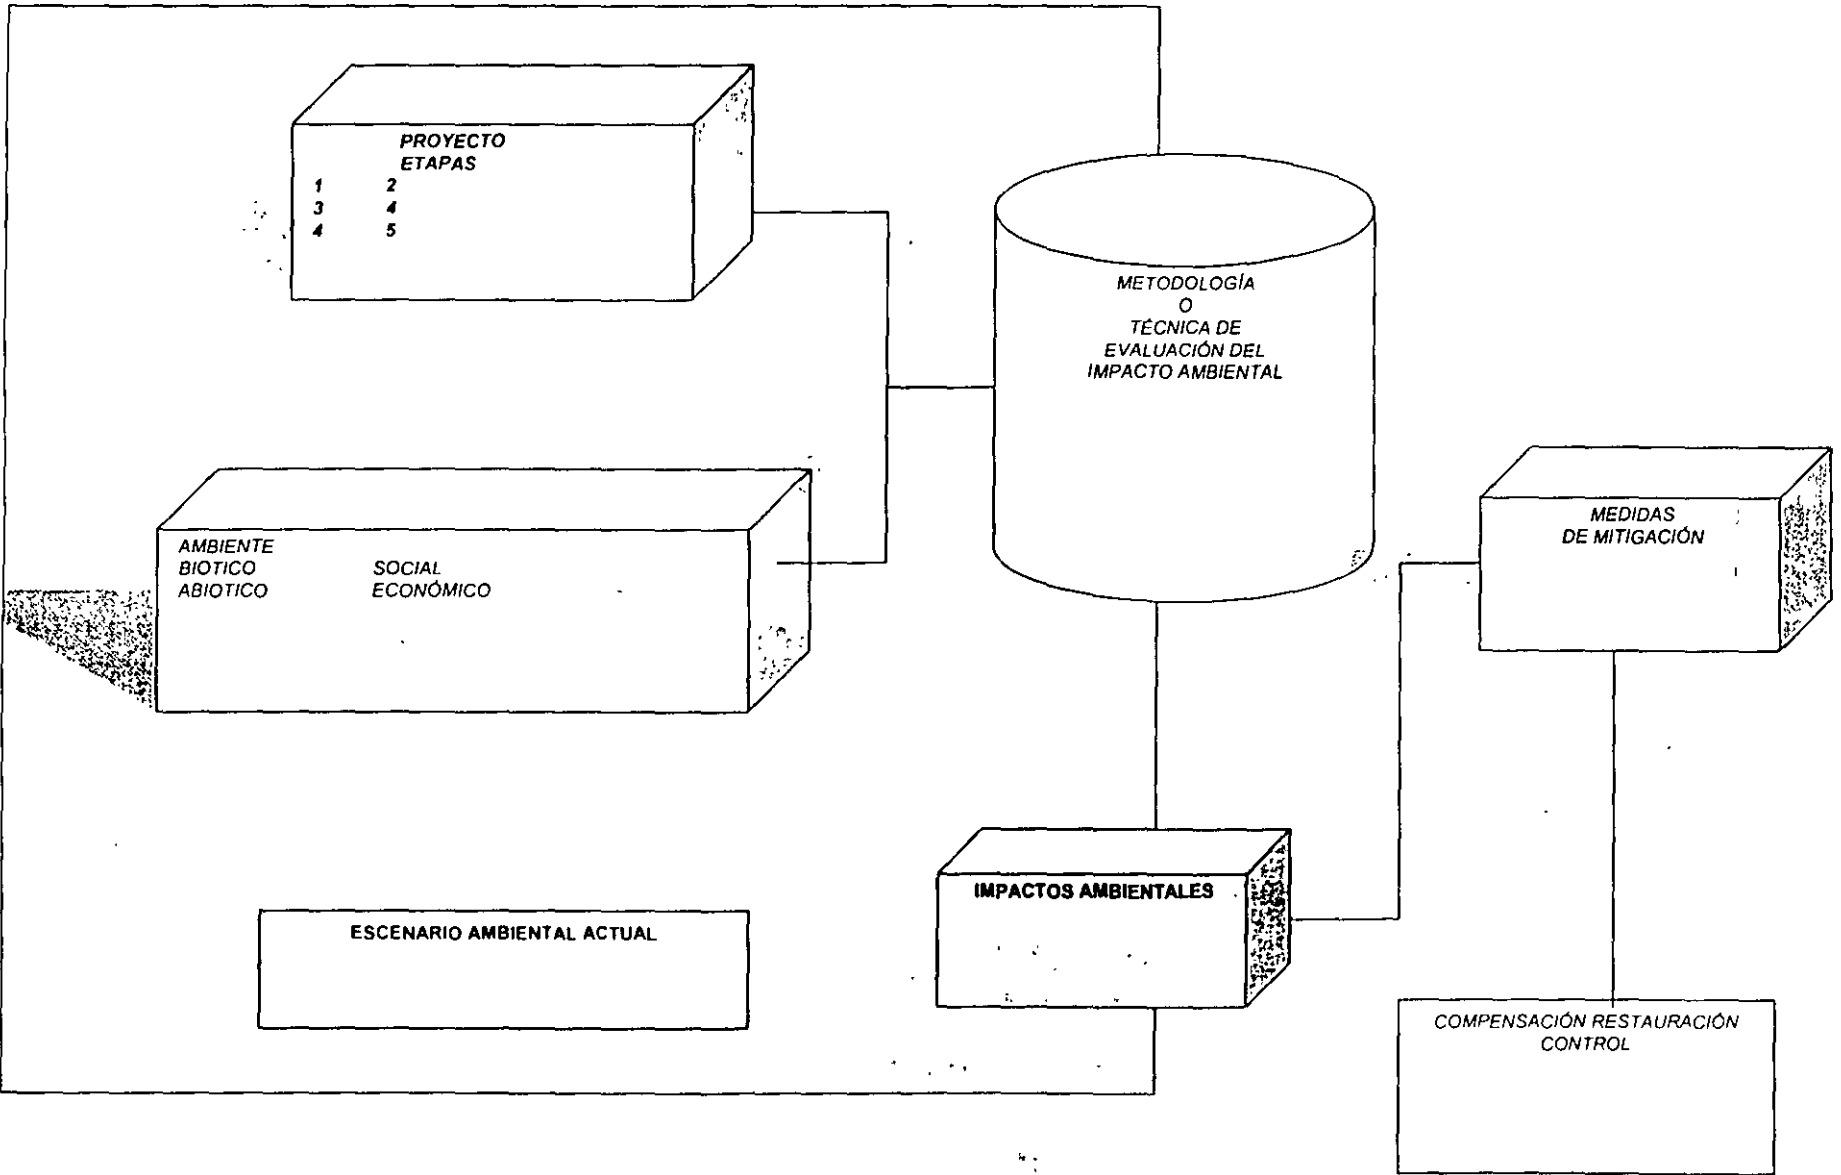 PROYECTO
ETAPAS
1 2
3 4
4 5
METODOLOGÍA
O
TÉCNICA DE
EVALUACIÓN DEL
IMPACTO AMBIENTAL
AMBIENTE
BIOTICO SOCIAL
ABIOTICO ECONÓMICO
MEDIDAS
DE MITIGACIÓN
IMPACTOS AMBIENTALES
ESCENARIO AMBIENTAL ACTUAL
COMPENSACIÓN RESTAURACIÓN
CONTROL